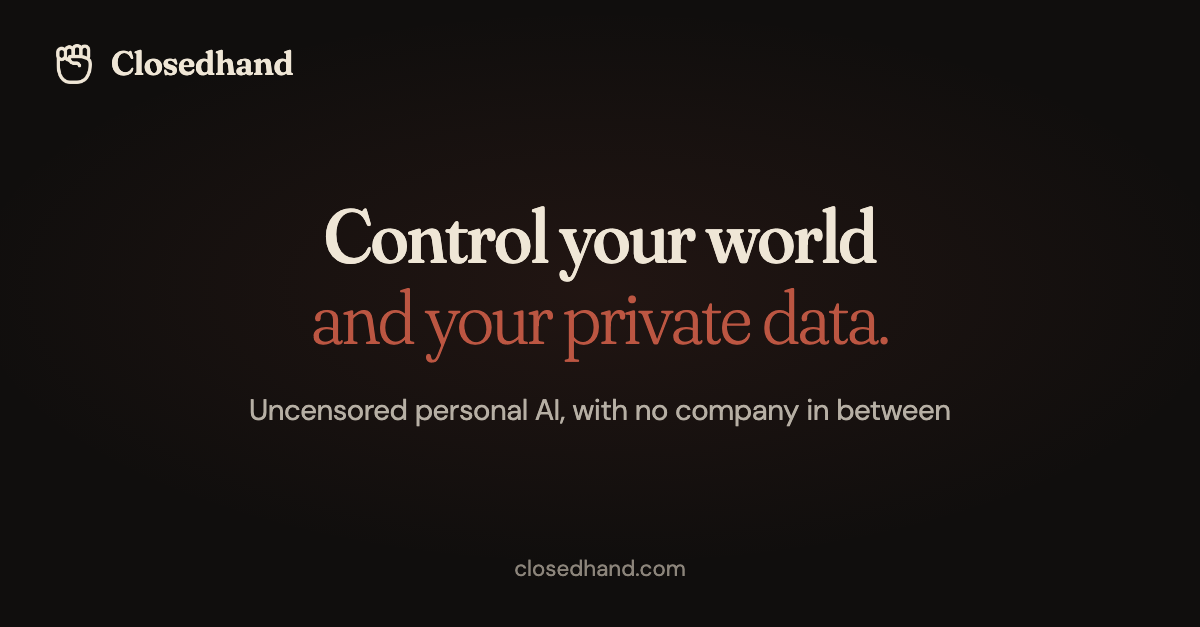 Closedhand
Control your world
and your private data.
Uncensored personal AI, with no company in between
closedhand.com